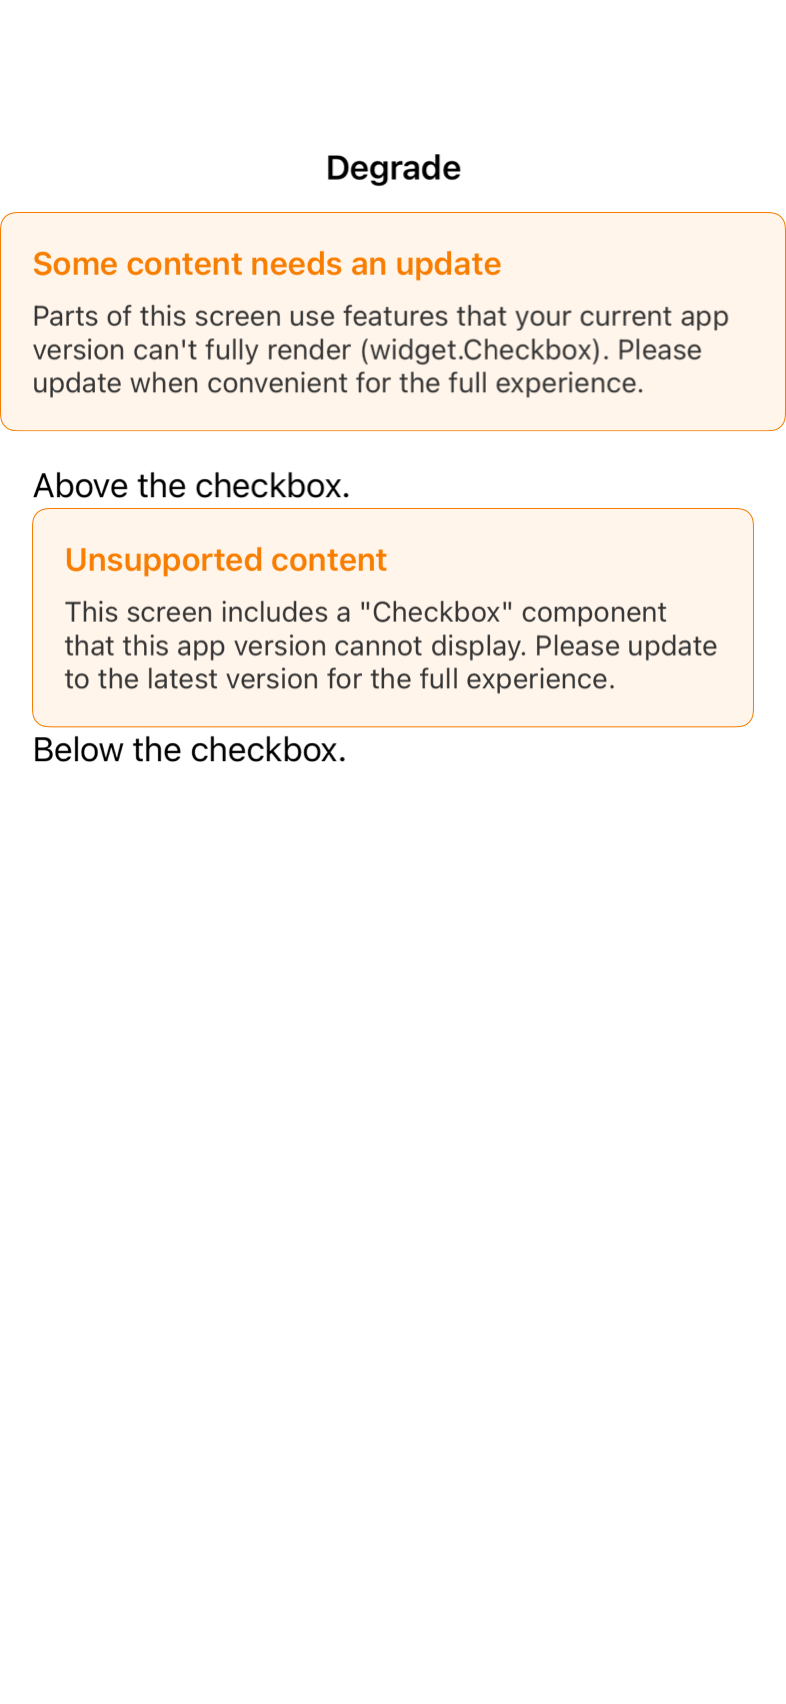 Degrade
Some content needs an update
Parts of this screen use features that your current app
version can't fully render (widget.Checkbox). Please
update when convenient for the full experience.
Above the checkbox.
Unsupported content
This screen includes a "Checkbox" component
that this app version cannot display. Please update
to the latest version for the full experience.
Below the checkbox.